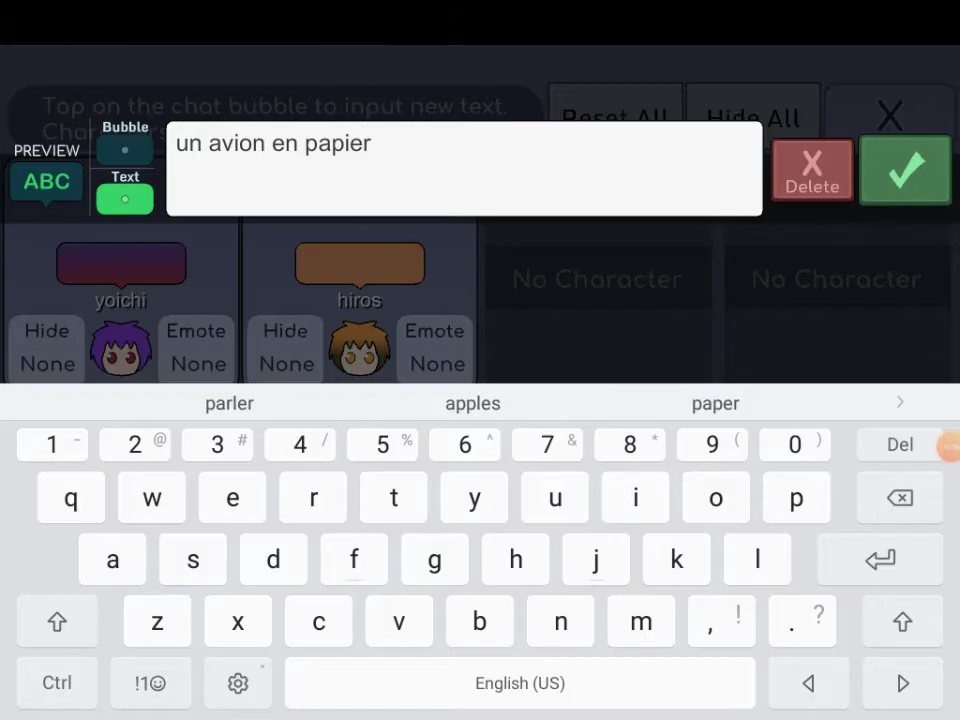 Tap on the chat bubble to input new text.
Reset All
Hide All
X
Bubble
PREVIEW
ABC
Text
un avion en papier
X
Delete
yoichi
hiros
No Character
No Character
Hide
None
Emote
None
Hide
None
Emote
None
parler apples paper
1 - 2 @ 3 # 4 / 5 % 6 ^ 7 & 8 * 9 ( 0 ) Del
q w e r t y u i o p
a s d f g h j k l
z x c v b n m , ! . ?
Ctrl !1☺ English (US)